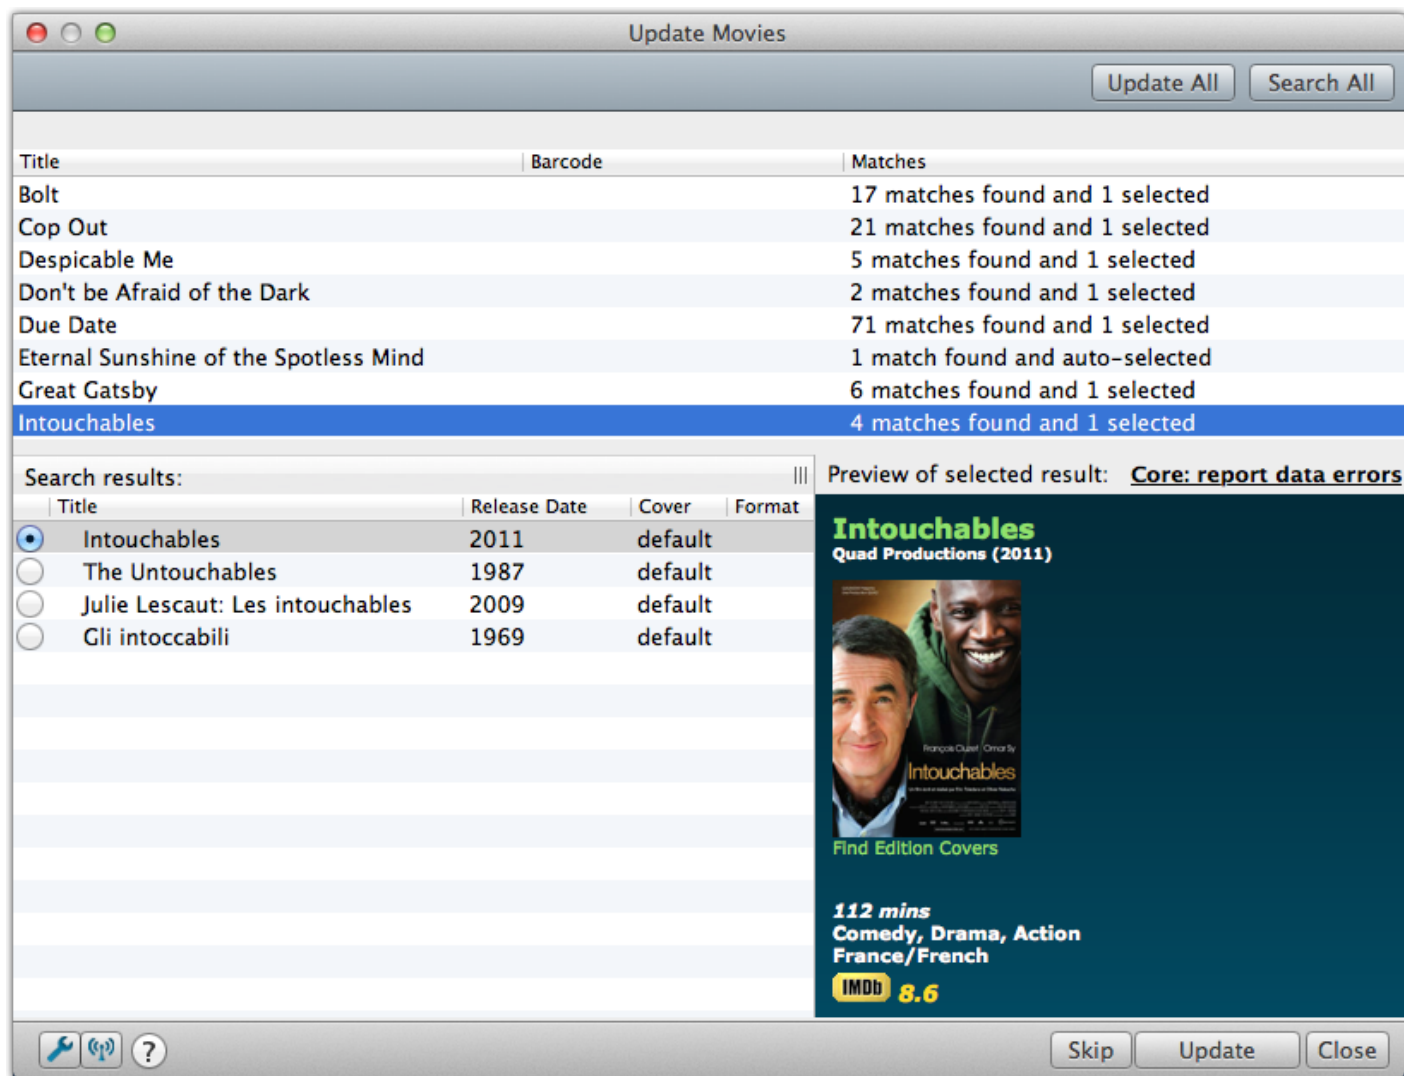 Update Movies
Update All Search All
Title Barcode Matches
Bolt 17 matches found and 1 selected
Cop Out 21 matches found and 1 selected
Despicable Me 5 matches found and 1 selected
Don't be Afraid of the Dark 2 matches found and 1 selected
Due Date 71 matches found and 1 selected
Eternal Sunshine of the Spotless Mind 1 match found and auto-selected
Great Gatsby 6 matches found and 1 selected
Intouchables 4 matches found and 1 selected
Search results:
Title Release Date Cover Format
Intouchables 2011 default
The Untouchables 1987 default
Julie Lescaut: Les intouchables 2009 default
Gli intoccabili 1969 default
Preview of selected result: Core: report data errors
Intouchables
Quad Productions (2011)
François Cluzet Omar Sy
Intouchables
Find Edition Covers
112 mins
Comedy, Drama, Action
France/French
IMDb 8.6
? Skip Update Close